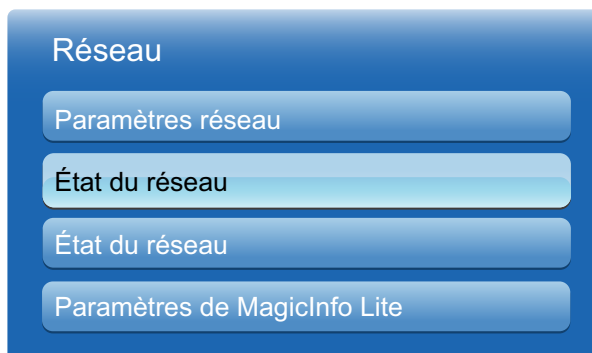 Réseau
Paramètres réseau
État du réseau
État du réseau
Paramètres de MagicInfo Lite